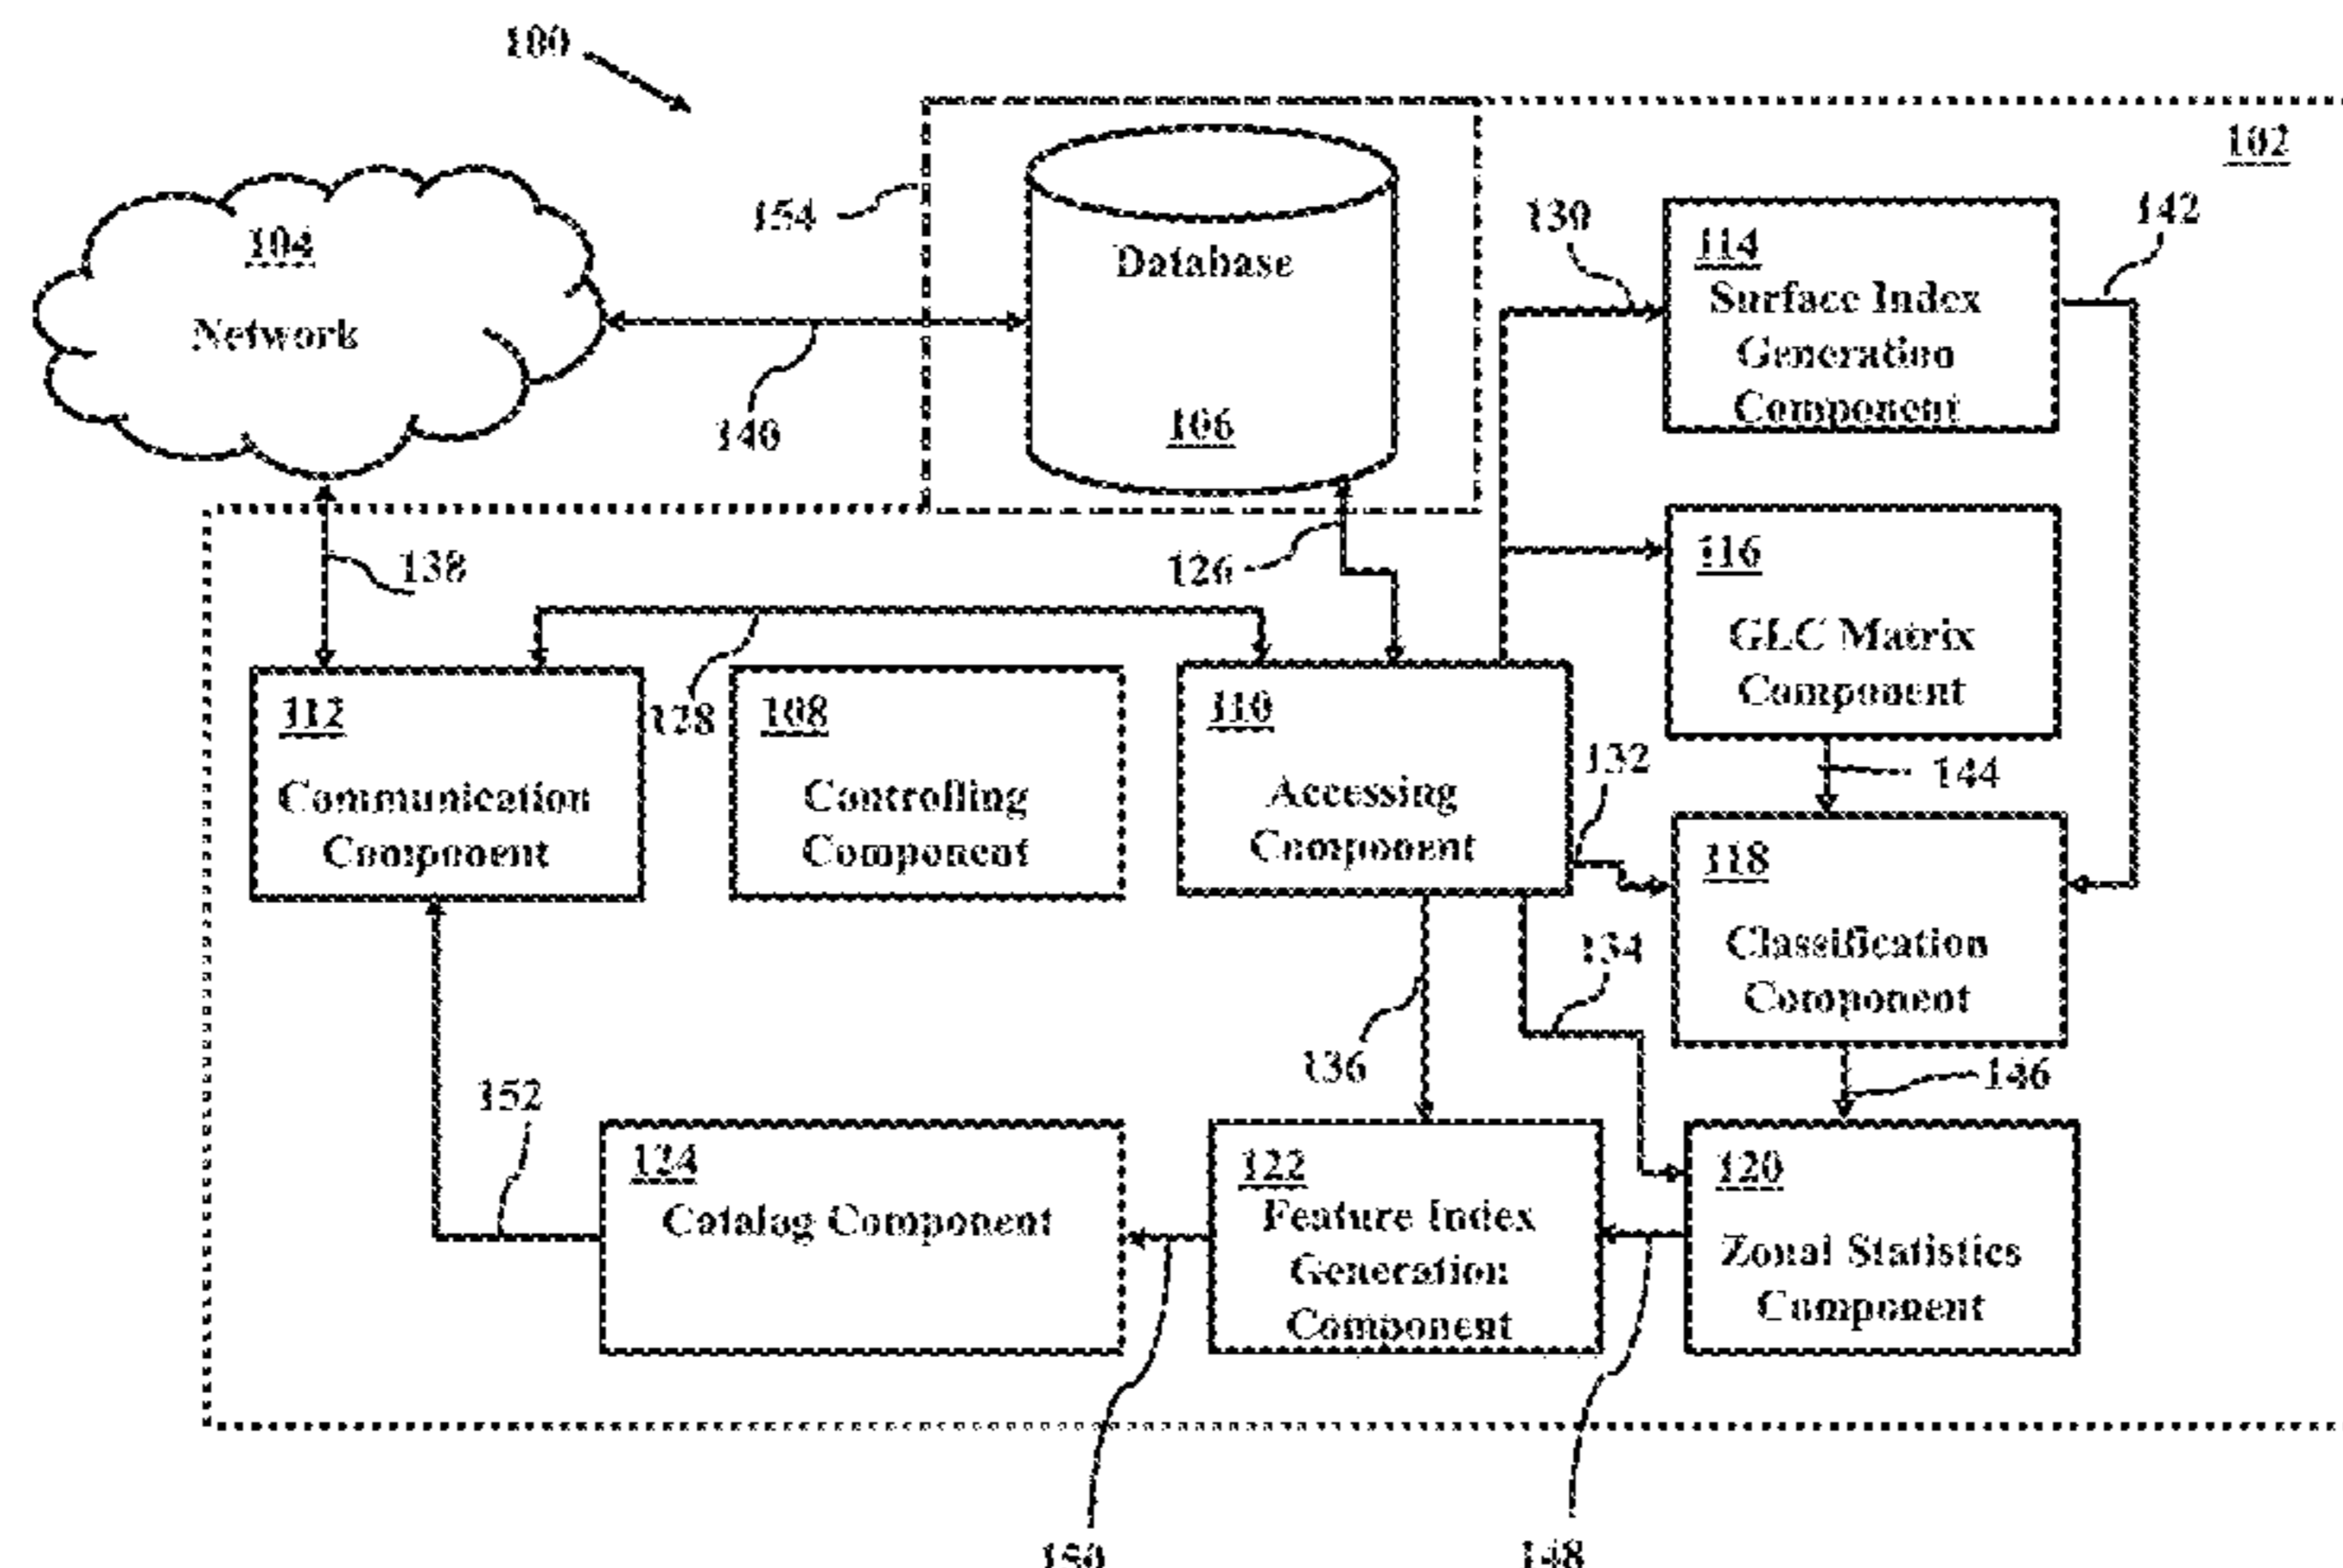 100
102
104
Network
154
Database
106
140
130
114
Surface Index
Generation
Component
142
138
126
116
GLC Matrix
Component
128
112
Communication
Component
108
Controlling
Component
110
Accessing
Component
132
144
118
Classification
Component
134
136
146
152
124
Catalog Component
122
Feature Index
Generation
Component
120
Zonal Statistics
Component
150
148